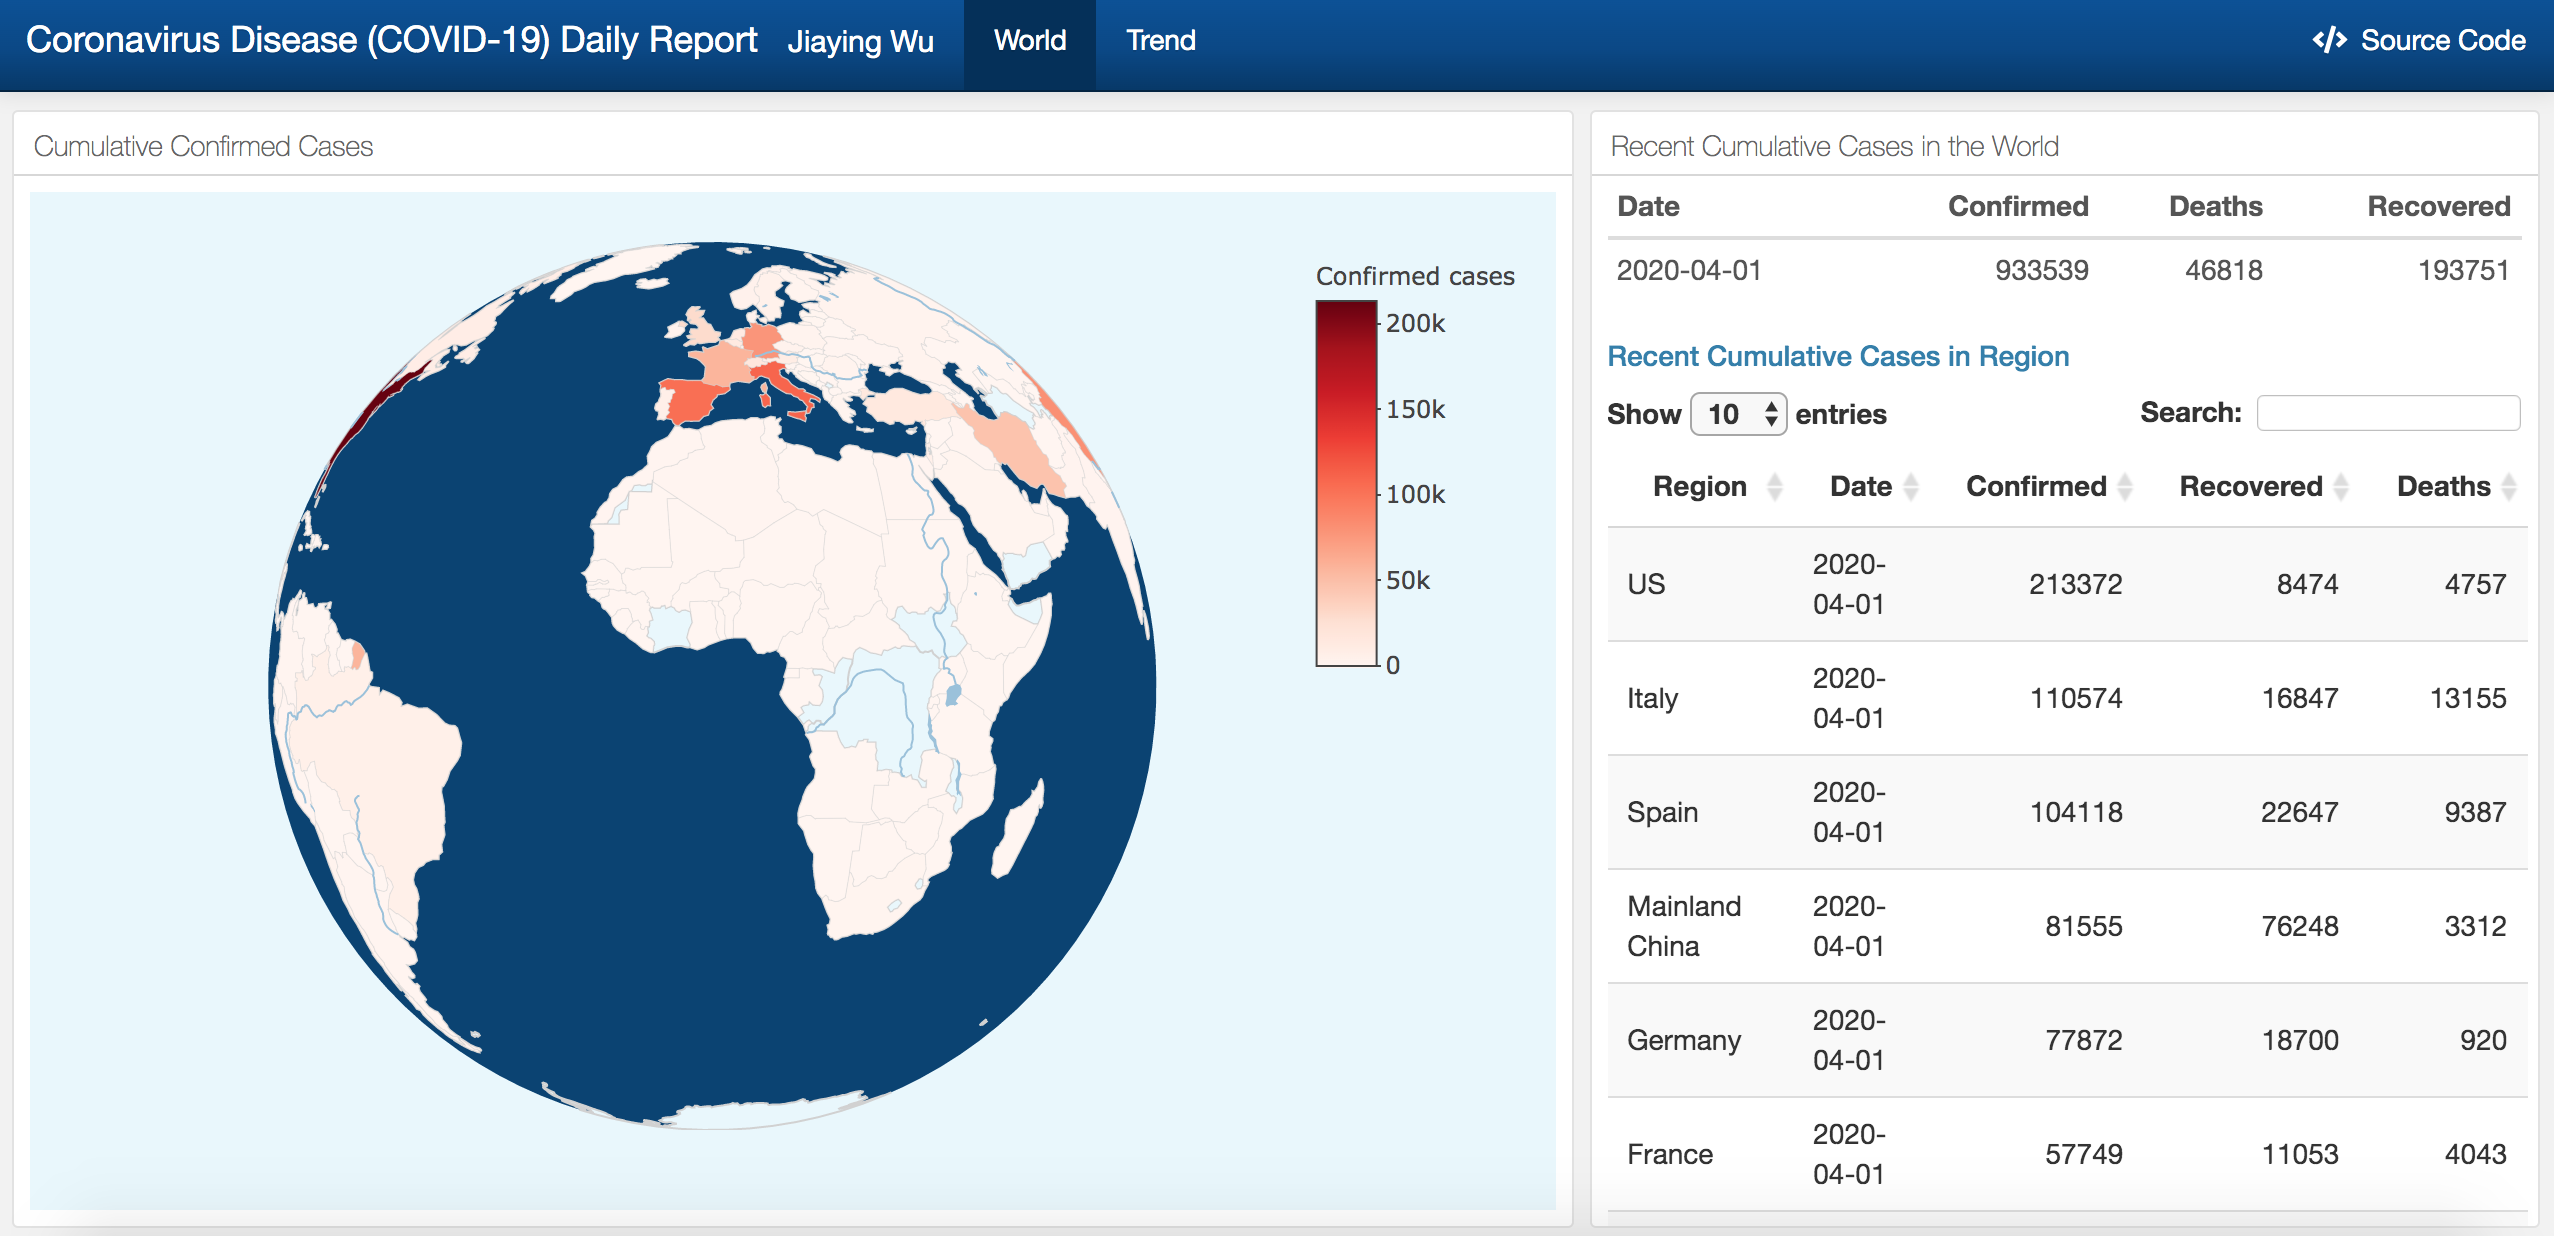 Coronavirus Disease (COVID-19) Daily Report Jiaying Wu World Trend Source Code
Cumulative Confirmed Cases
Confirmed cases
200k
150k
100k
50k
0
Recent Cumulative Cases in the World
Date Confirmed Deaths Recovered
2020-04-01 933539 46818 193751
Recent Cumulative Cases in Region
Show 10 entries Search:
Region Date Confirmed Recovered Deaths
US 2020-04-01 213372 8474 4757
Italy 2020-04-01 110574 16847 13155
Spain 2020-04-01 104118 22647 9387
Mainland China 2020-04-01 81555 76248 3312
Germany 2020-04-01 77872 18700 920
France 2020-04-01 57749 11053 4043